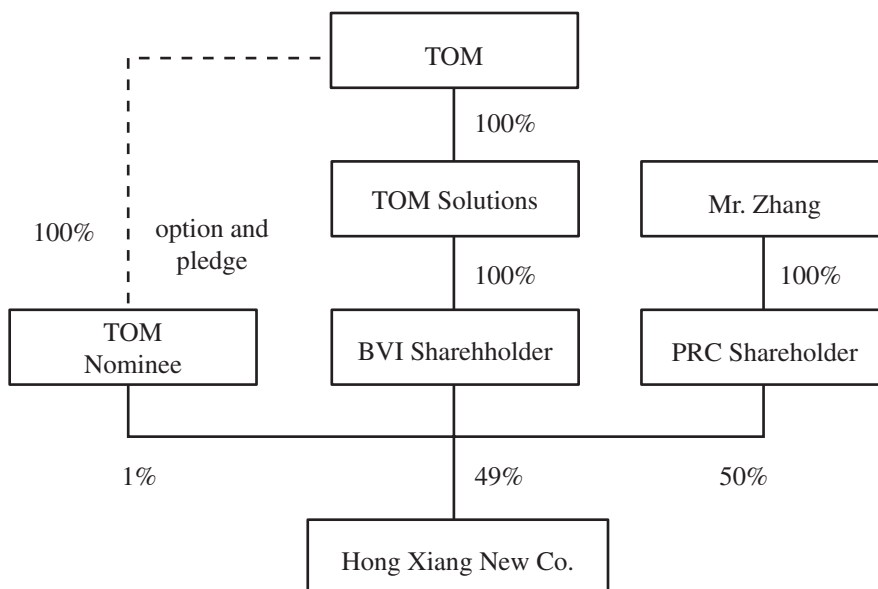 TOM
100%
TOM Solutions
Mr. Zhang
100%
option and
pledge
100%
100%
TOM
Nominee
BVI Sharehholder
PRC Shareholder
1%
49%
50%
Hong Xiang New Co.